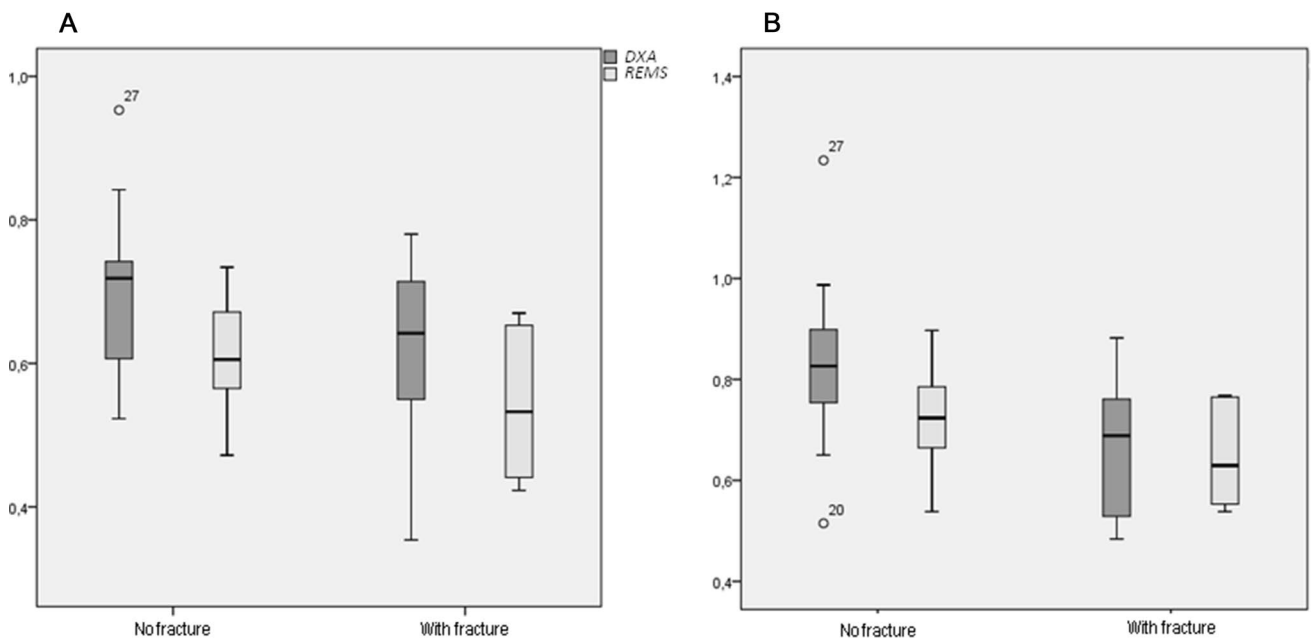 A
DXA
REMS
1,0
0,8
0,6
0,4
27
No fracture
With fracture
B
1,4
1,2
1,0
0,8
0,6
0,4
27
20
No fracture
With fracture